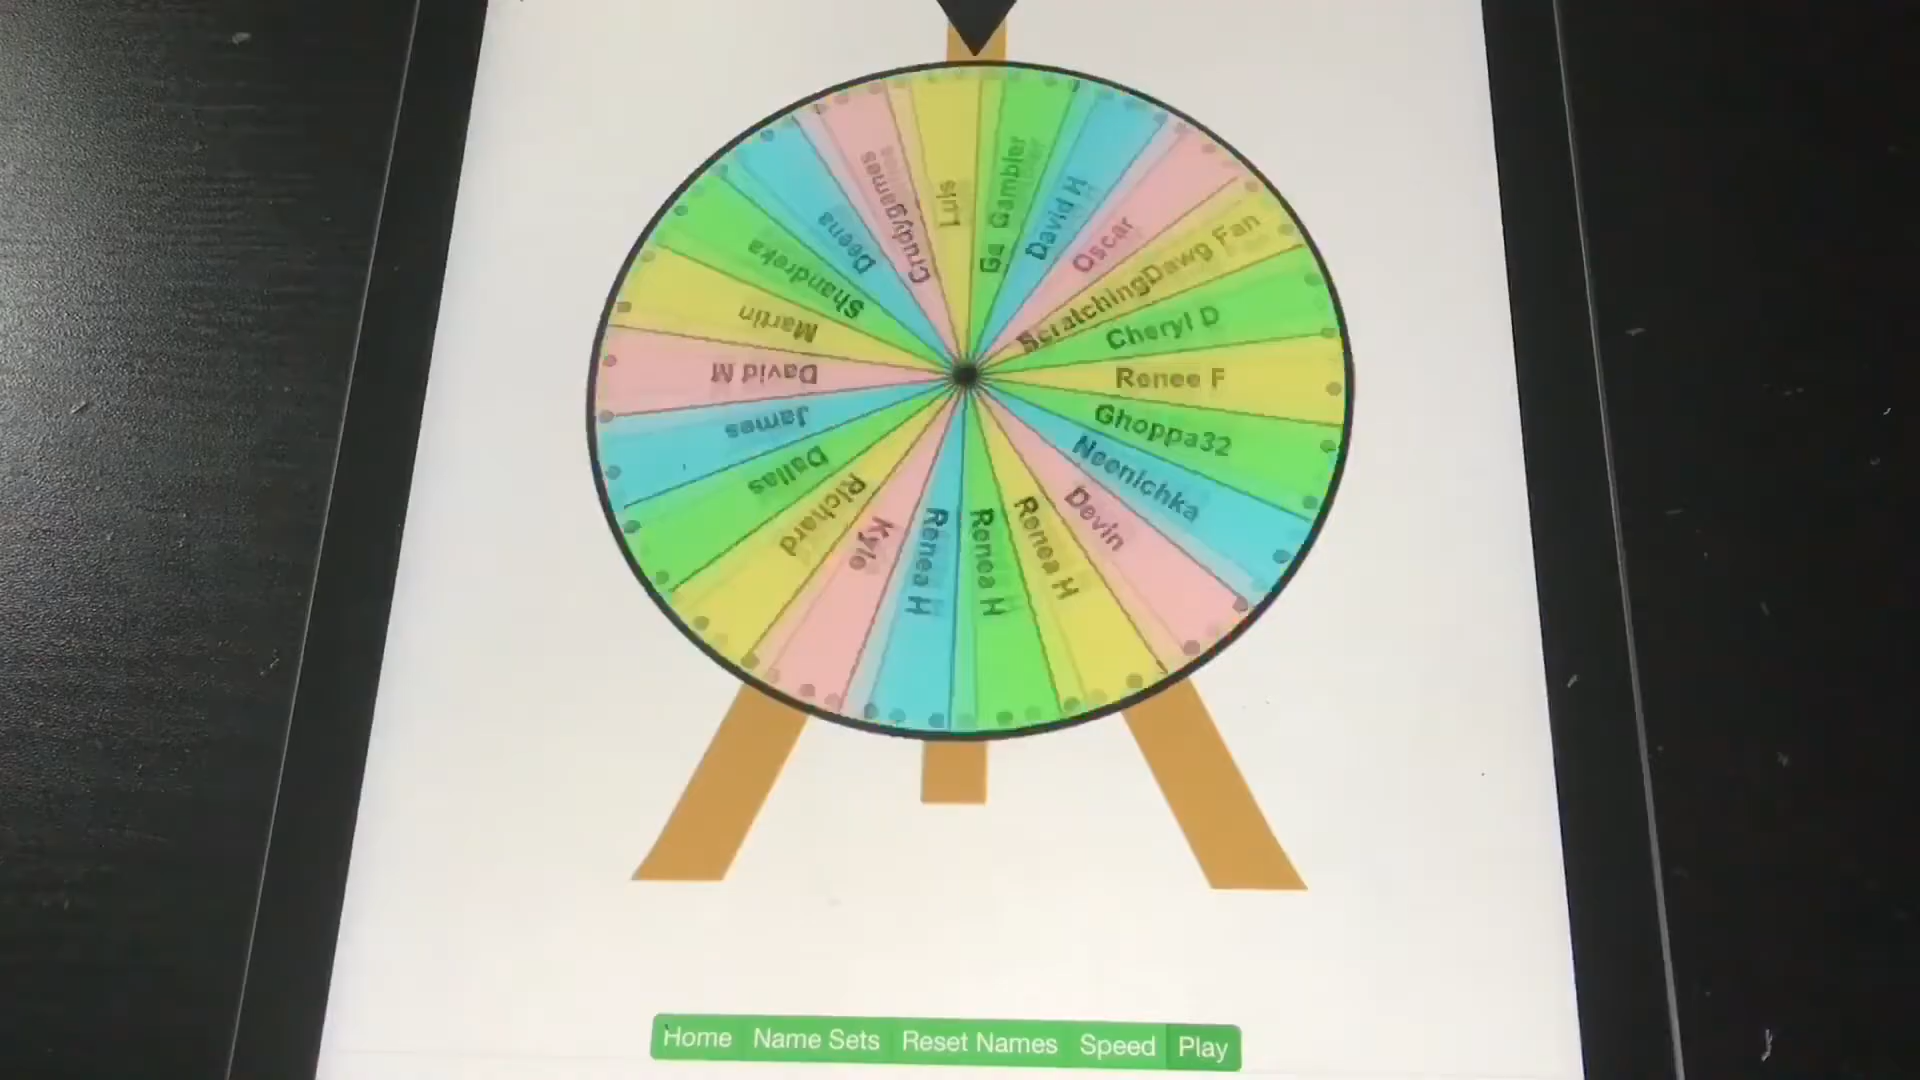 Luis
Ga Gambler
David H
Oscar
ScratchingDawg Fan
Cheryl D
Renee F
Ghoppa32
Neenichka
Devin
Renea H
Renea H
Renea H
Kyle
Richard
Dallas
James
David M
Martin
Shandreka
Deena
Crudygames
Home Name Sets Reset Names Speed Play